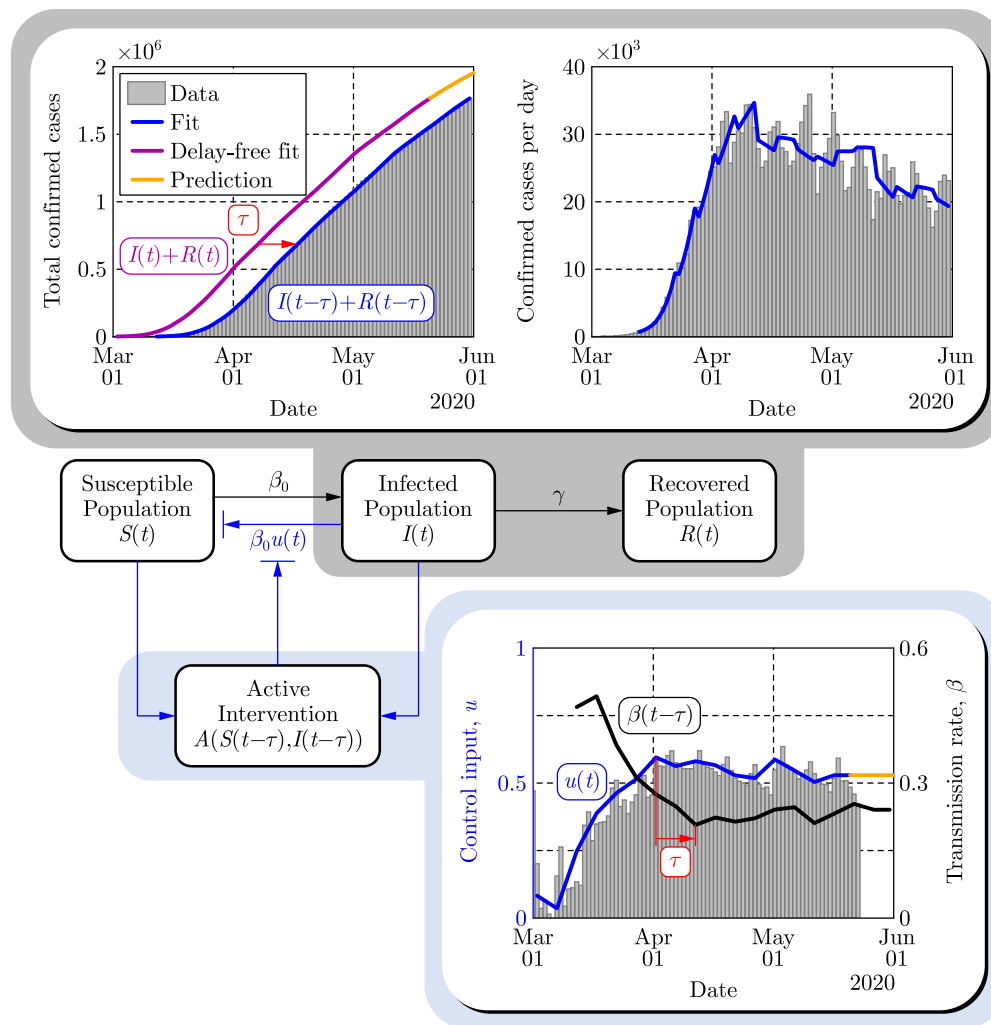 ×10⁶
2
1.5
1
0.5
0
Total confirmed cases
Data
Fit
Delay-free fit
Prediction
τ
I(t)+R(t)
I(t−τ)+R(t−τ)
Mar 01
Apr 01
May 01
Jun 01
Date
2020
×10³
40
30
20
10
0
Confirmed cases per day
Mar 01
Apr 01
May 01
Jun 01
Date
2020
Susceptible
Population
S(t)
β₀
Infected
Population
I(t)
γ
Recovered
Population
R(t)
β₀u(t)
Active
Intervention
A(S(t−τ),I(t−τ))
1
0.5
0
Control input, u
0.6
0.3
0
Transmission rate, β
β(t−τ)
u(t)
τ
Mar 01
Apr 01
May 01
Jun 01
Date
2020